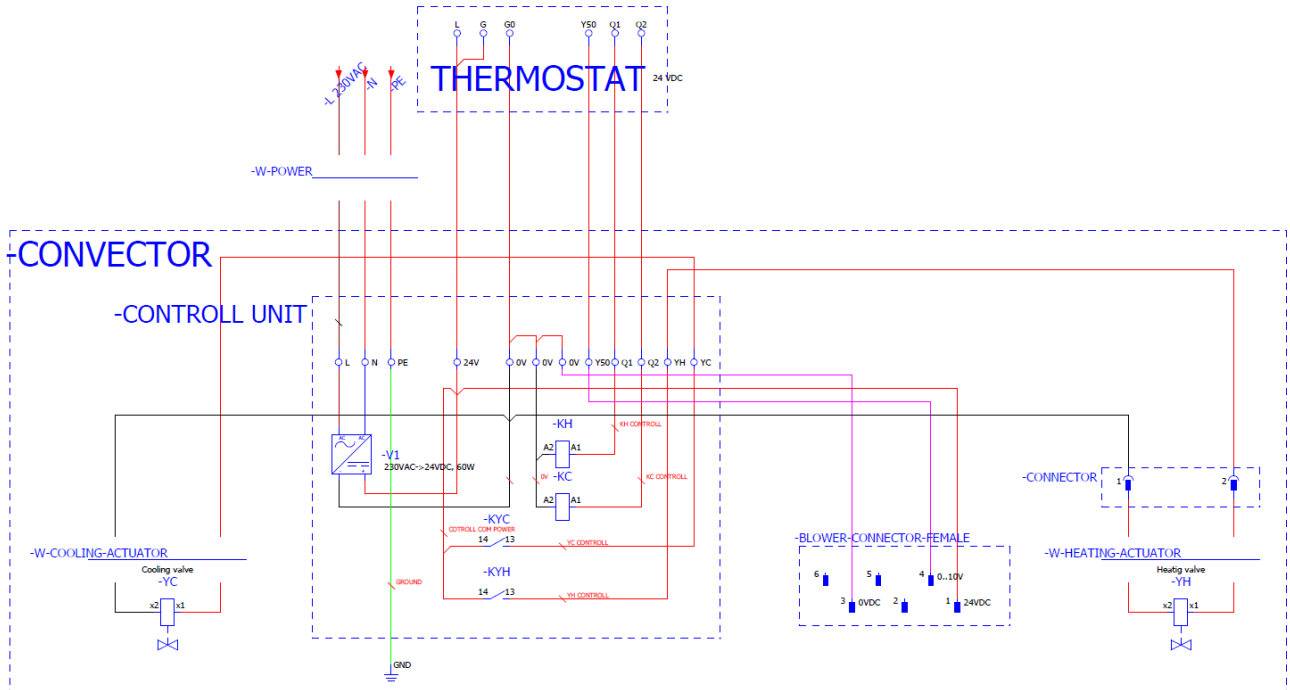 L G G0 Y50 Q1 Q2
THERMOSTAT 24 VDC
-L 230VAC
-N
-PE
-W-POWER
-CONVECTOR
-CONTROLL UNIT
L N PE 24V 0V 0V 0V Y50 Q1 Q2 YH YC
-KH
KH CONTROLL
A2 A1
AC AC
-V1
230VAC->24VDC, 60W
- +
-KC
0V
KC CONTROLL
A2 A1
-CONNECTOR 1 2
-KYC
COTROLL COM POWER
14 13
YC CONTROLL
-BLOWER-CONNECTOR-FEMALE
-W-COOLING-ACTUATOR
Cooling valve
-YC
x2 x1
-W-HEATING-ACTUATOR
Heatig valve
-YH
x2 x1
-KYH
GROUND
14 13
YH CONTROLL
6 5 4 0..10V
3 0VDC 2 1 24VDC
GND